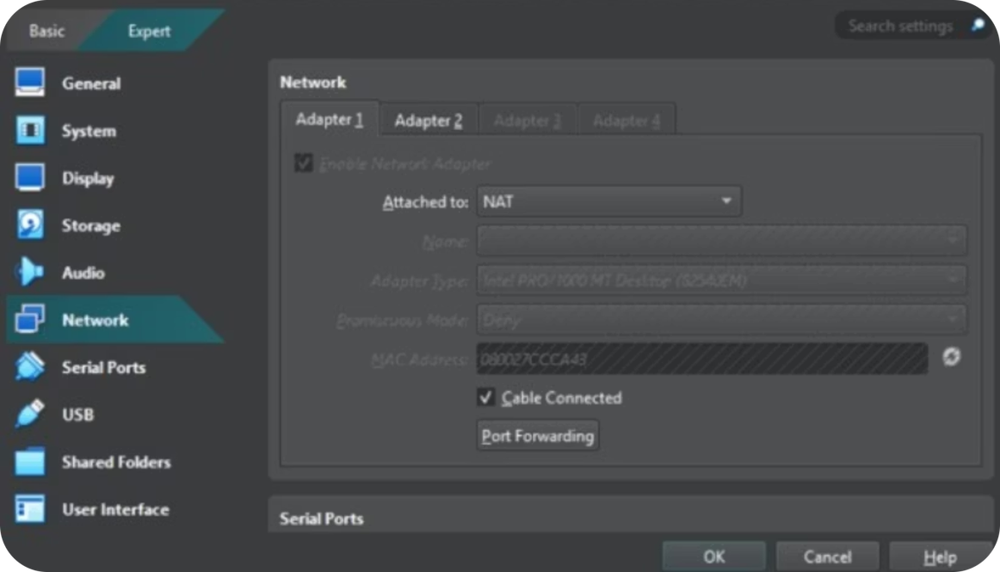 Basic Expert Search settings
General
System
Display
Storage
Audio
Network
Serial Ports
USB
Shared Folders
User Interface
Network
Adapter 1 Adapter 2 Adapter 3 Adapter 4
Enable Network Adapter
Attached to: NAT
Name:
Adapter Type: Intel PRO/1000 MT Desktop (82540EM)
Promiscuous Mode: Deny
MAC Address: 080027CCCA43
Cable Connected
Port Forwarding
Serial Ports
OK Cancel Help